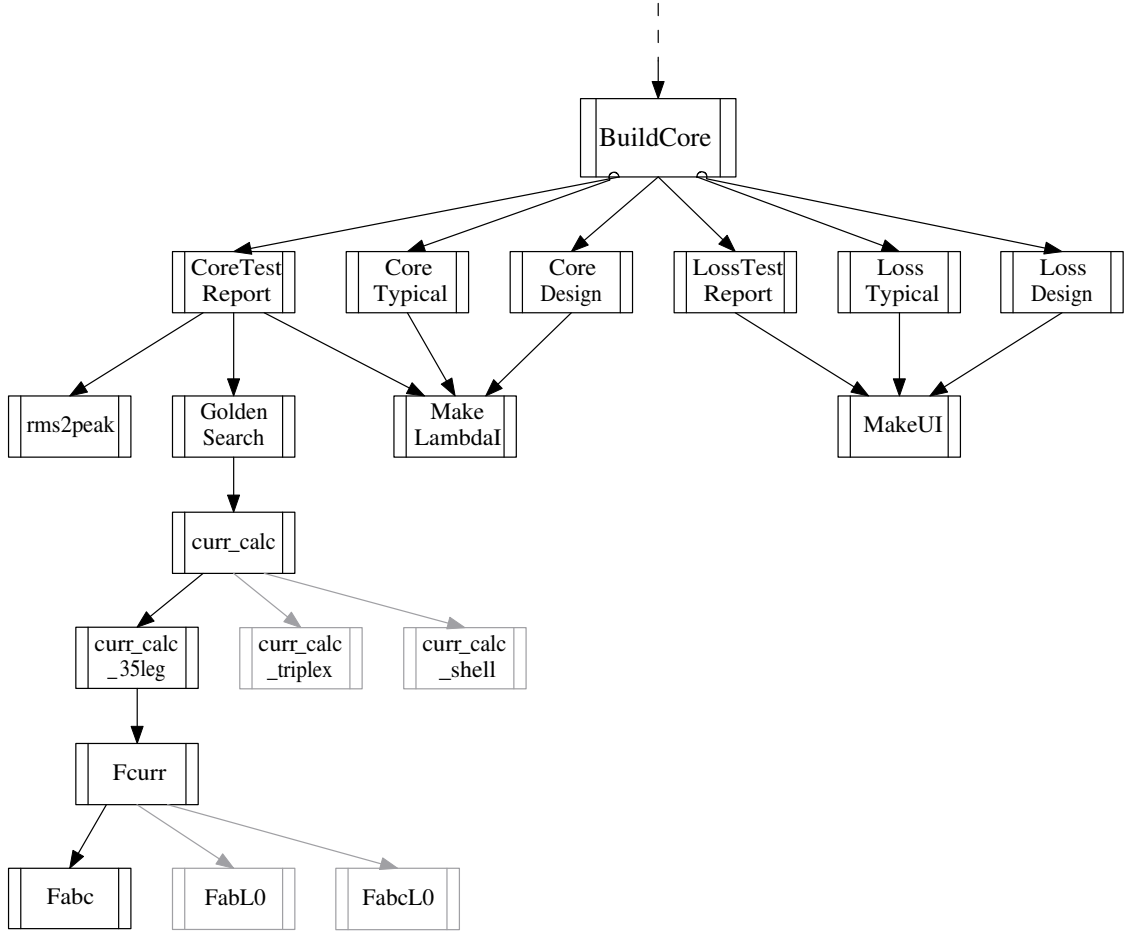 BuildCore
CoreTest
Report
Core
Typical
Core
Design
LossTest
Report
Loss
Typical
Loss
Design
rms2peak
Golden
Search
Make
LambdaI
MakeUI
curr_calc
curr_calc
_35leg
curr_calc
_triplex
curr_calc
_shell
Fcurr
Fabc
FabL0
FabcL0